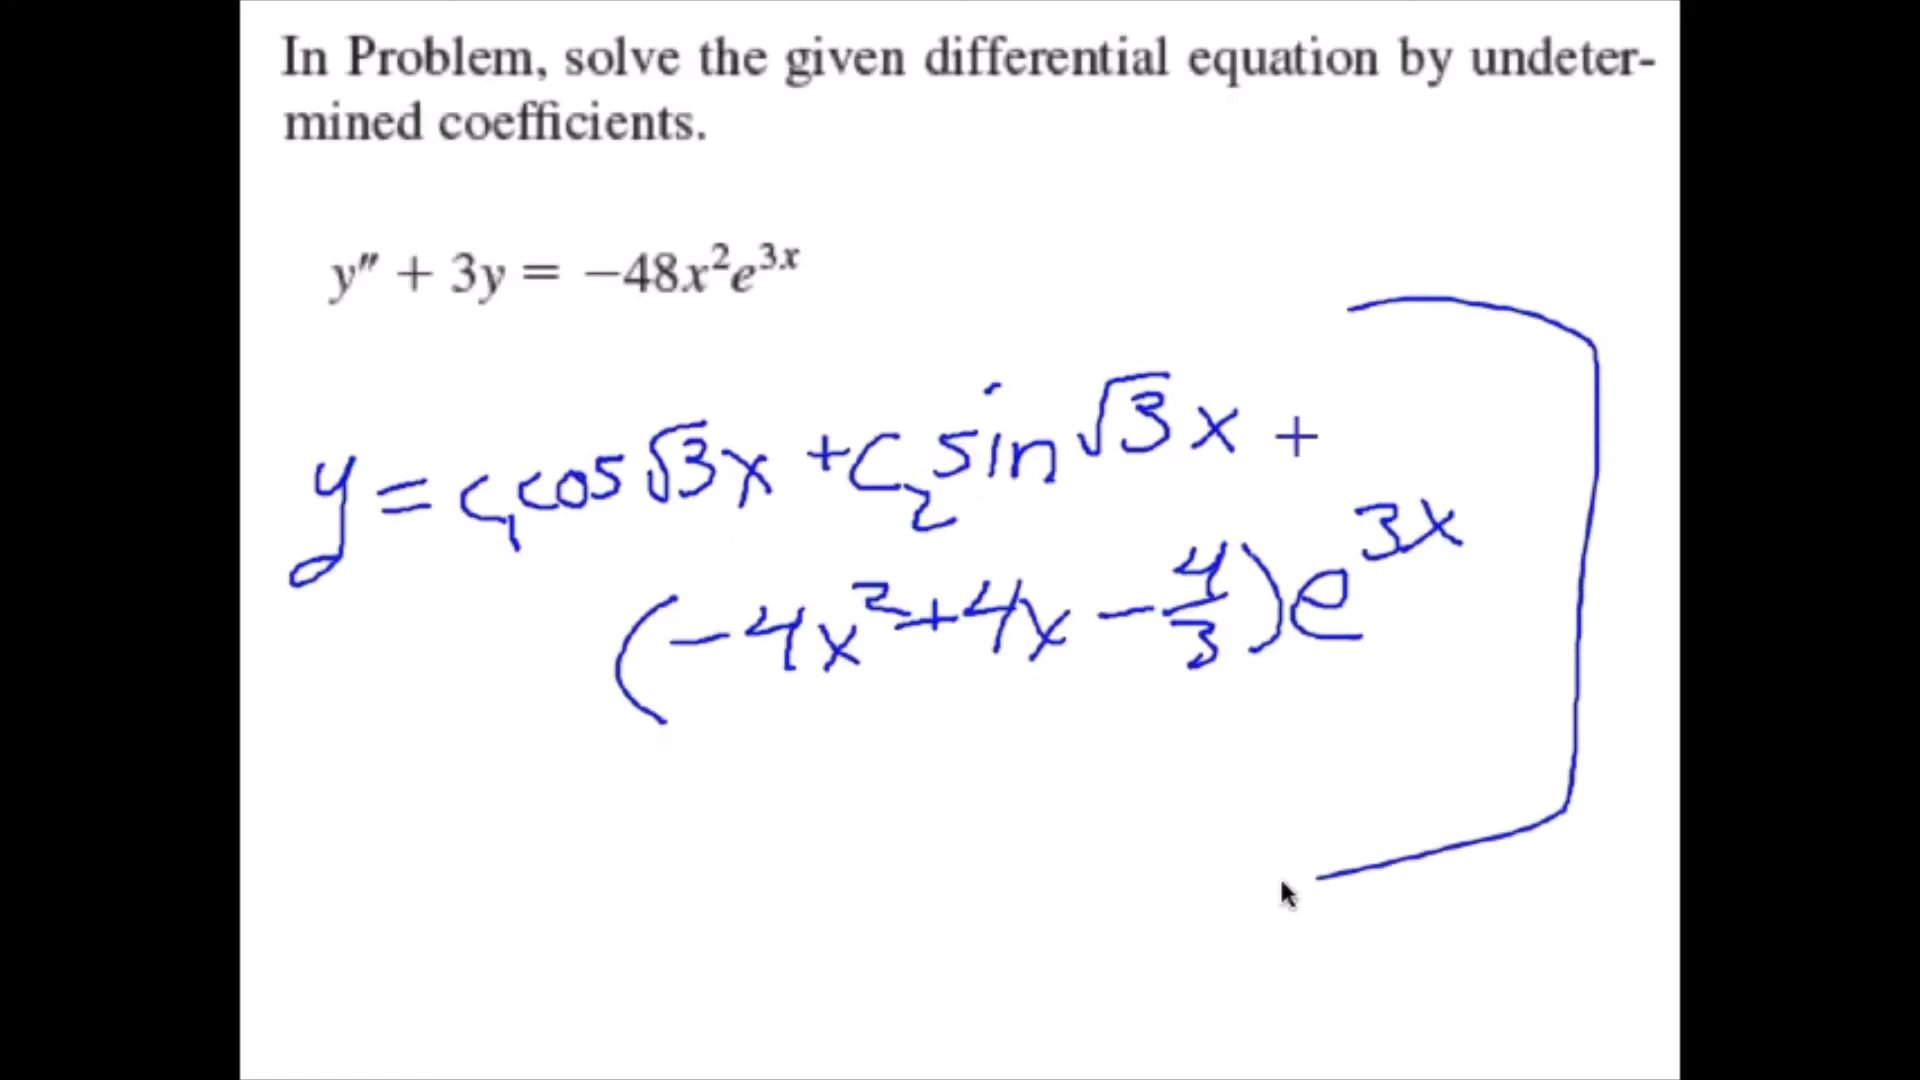 In Problem, solve the given differential equation by undeter-
mined coefficients.
y″ + 3y = −48x²e³ˣ
y = c₁cos√3x + c₂sin√3x +
(−4x² + 4x − 4/3)e³ˣ